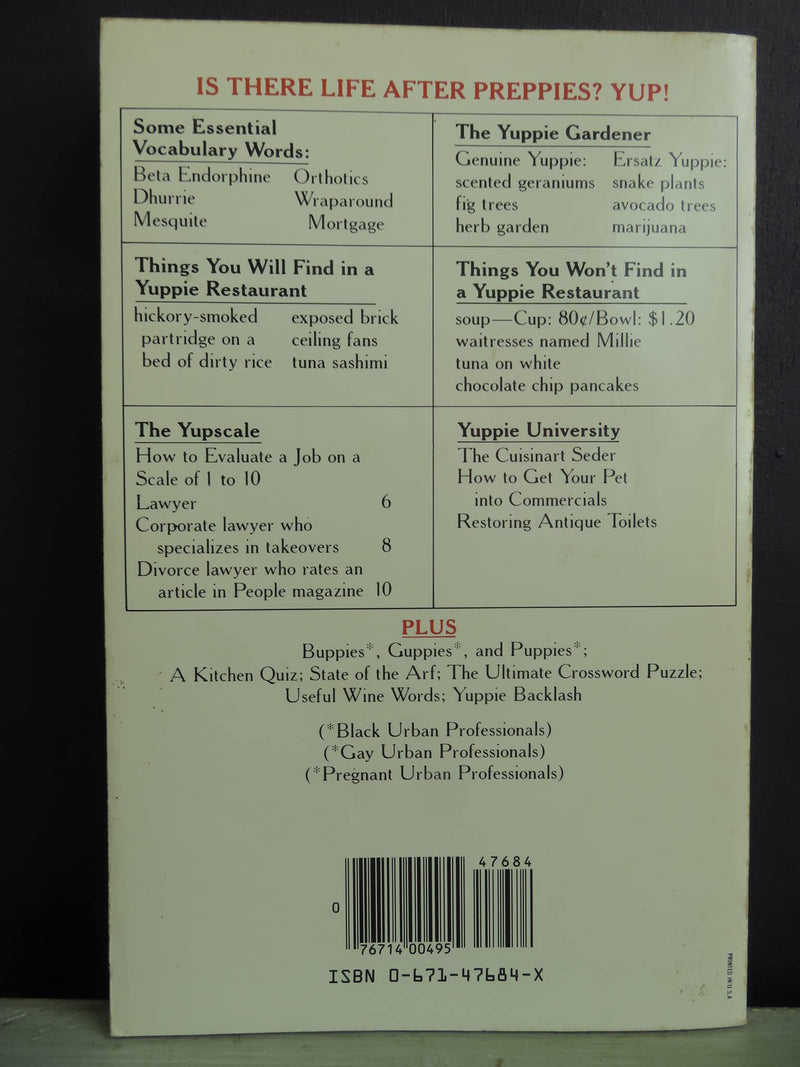 IS THERE LIFE AFTER PREPPIES? YUP!
Some Essential
Vocabulary Words:
Beta Endorphine Orthotics
Dhurrie Wraparound
Mesquite Mortgage
The Yuppie Gardener
Genuine Yuppie: Ersatz Yuppie:
scented geraniums snake plants
fig trees avocado trees
herb garden marijuana
Things You Will Find in a
Yuppie Restaurant
hickory-smoked exposed brick
partridge on a ceiling fans
bed of dirty rice tuna sashimi
Things You Won't Find in
a Yuppie Restaurant
soup—Cup: 80¢/Bowl: $1.20
waitresses named Millie
tuna on white
chocolate chip pancakes
The Yupscale
How to Evaluate a Job on a
Scale of 1 to 10
Lawyer 6
Corporate lawyer who
specializes in takeovers 8
Divorce lawyer who rates an
article in People magazine 10
Yuppie University
The Cuisinart Seder
How to Get Your Pet
into Commercials
Restoring Antique Toilets
PLUS
Buppies*, Guppies*, and Puppies*;
A Kitchen Quiz; State of the Arf; The Ultimate Crossword Puzzle;
Useful Wine Words; Yuppie Backlash
(*Black Urban Professionals)
(*Gay Urban Professionals)
(*Pregnant Urban Professionals)
47684
0
76714 00495
ISBN 0-671-47684-X
PRINTED IN U.S.A.